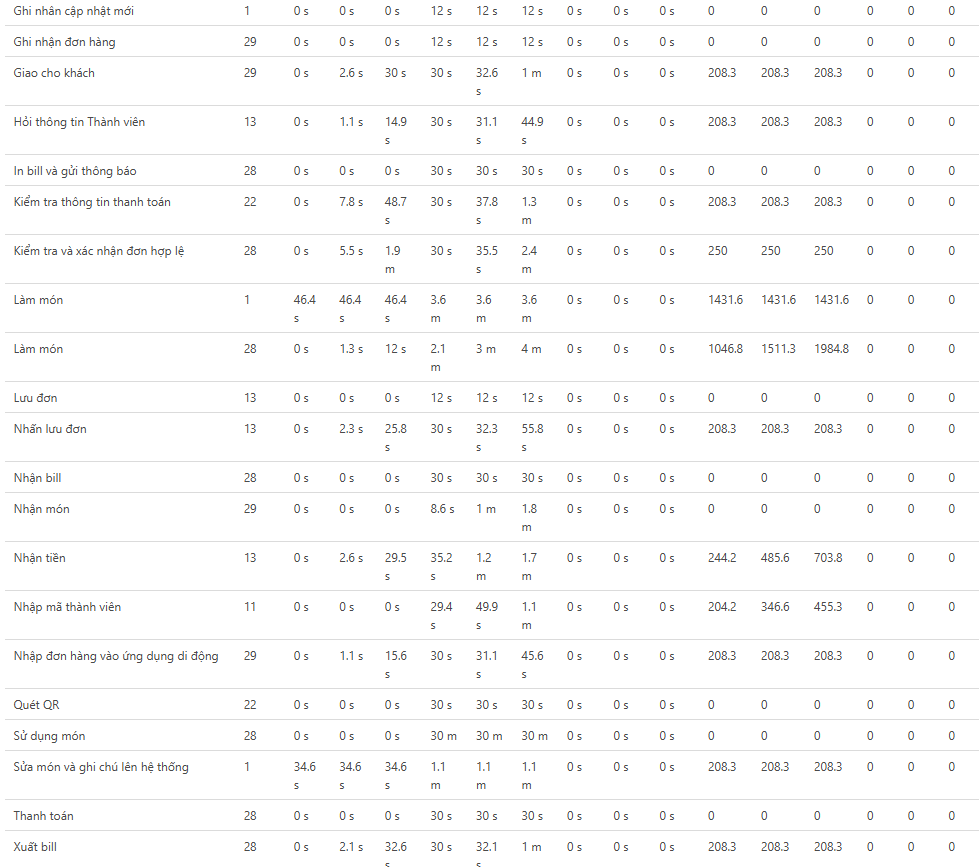 Ghi nhân cập nhật mới 1 0 s 0 s 0 s 12 s 12 s 12 s 0 s 0 s 0 s 0 0 0 0 0 0
Ghi nhận đơn hàng 29 0 s 0 s 0 s 12 s 12 s 12 s 0 s 0 s 0 s 0 0 0 0 0 0
Giao cho khách 29 0 s 2.6 s 30 s 30 s 32.6 1 m 0 s 0 s 0 s 208.3 208.3 208.3 0 0 0
s
Hỏi thông tin Thành viên 13 0 s 1.1 s 14.9 30 s 31.1 44.9 0 s 0 s 0 s 208.3 208.3 208.3 0 0 0
s s s
In bill và gửi thông báo 28 0 s 0 s 0 s 30 s 30 s 30 s 0 s 0 s 0 s 0 0 0 0 0 0
Kiểm tra thông tin thanh toán 22 0 s 7.8 s 48.7 30 s 37.8 1.3 0 s 0 s 0 s 208.3 208.3 208.3 0 0 0
s s m
Kiểm tra và xác nhận đơn hợp lệ 28 0 s 5.5 s 1.9 30 s 35.5 2.4 0 s 0 s 0 s 250 250 250 0 0 0
m s m
Làm món 1 46.4 46.4 46.4 3.6 3.6 3.6 0 s 0 s 0 s 1431.6 1431.6 1431.6 0 0 0
s s s m m m
Làm món 28 0 s 1.3 s 12 s 2.1 3 m 4 m 0 s 0 s 0 s 1046.8 1511.3 1984.8 0 0 0
m
Lưu đơn 13 0 s 0 s 0 s 12 s 12 s 12 s 0 s 0 s 0 s 0 0 0 0 0 0
Nhấn lưu đơn 13 0 s 2.3 s 25.8 30 s 32.3 55.8 0 s 0 s 0 s 208.3 208.3 208.3 0 0 0
s s s
Nhận bill 28 0 s 0 s 0 s 30 s 30 s 30 s 0 s 0 s 0 s 0 0 0 0 0 0
Nhận món 29 0 s 0 s 0 s 8.6 s 1 m 1.8 0 s 0 s 0 s 0 0 0 0 0 0
m
Nhận tiền 13 0 s 2.6 s 29.5 35.2 1.2 1.7 0 s 0 s 0 s 244.2 485.6 703.8 0 0 0
s s m m
Nhập mã thành viên 11 0 s 0 s 0 s 29.4 49.9 1.1 0 s 0 s 0 s 204.2 346.6 455.3 0 0 0
s s m
Nhập đơn hàng vào ứng dụng di động 29 0 s 1.1 s 15.6 30 s 31.1 45.6 0 s 0 s 0 s 208.3 208.3 208.3 0 0 0
s s s
Quét QR 22 0 s 0 s 0 s 30 s 30 s 30 s 0 s 0 s 0 s 0 0 0 0 0 0
Sử dụng món 28 0 s 0 s 0 s 30 m 30 m 30 m 0 s 0 s 0 s 0 0 0 0 0 0
Sửa món và ghi chú lên hệ thống 1 34.6 34.6 34.6 1.1 1.1 1.1 0 s 0 s 0 s 208.3 208.3 208.3 0 0 0
s s s m m m
Thanh toán 28 0 s 0 s 0 s 30 s 30 s 30 s 0 s 0 s 0 s 0 0 0 0 0 0
Xuất bill 28 0 s 2.1 s 32.6 30 s 32.1 1 m 0 s 0 s 0 s 208.3 208.3 208.3 0 0 0
s s